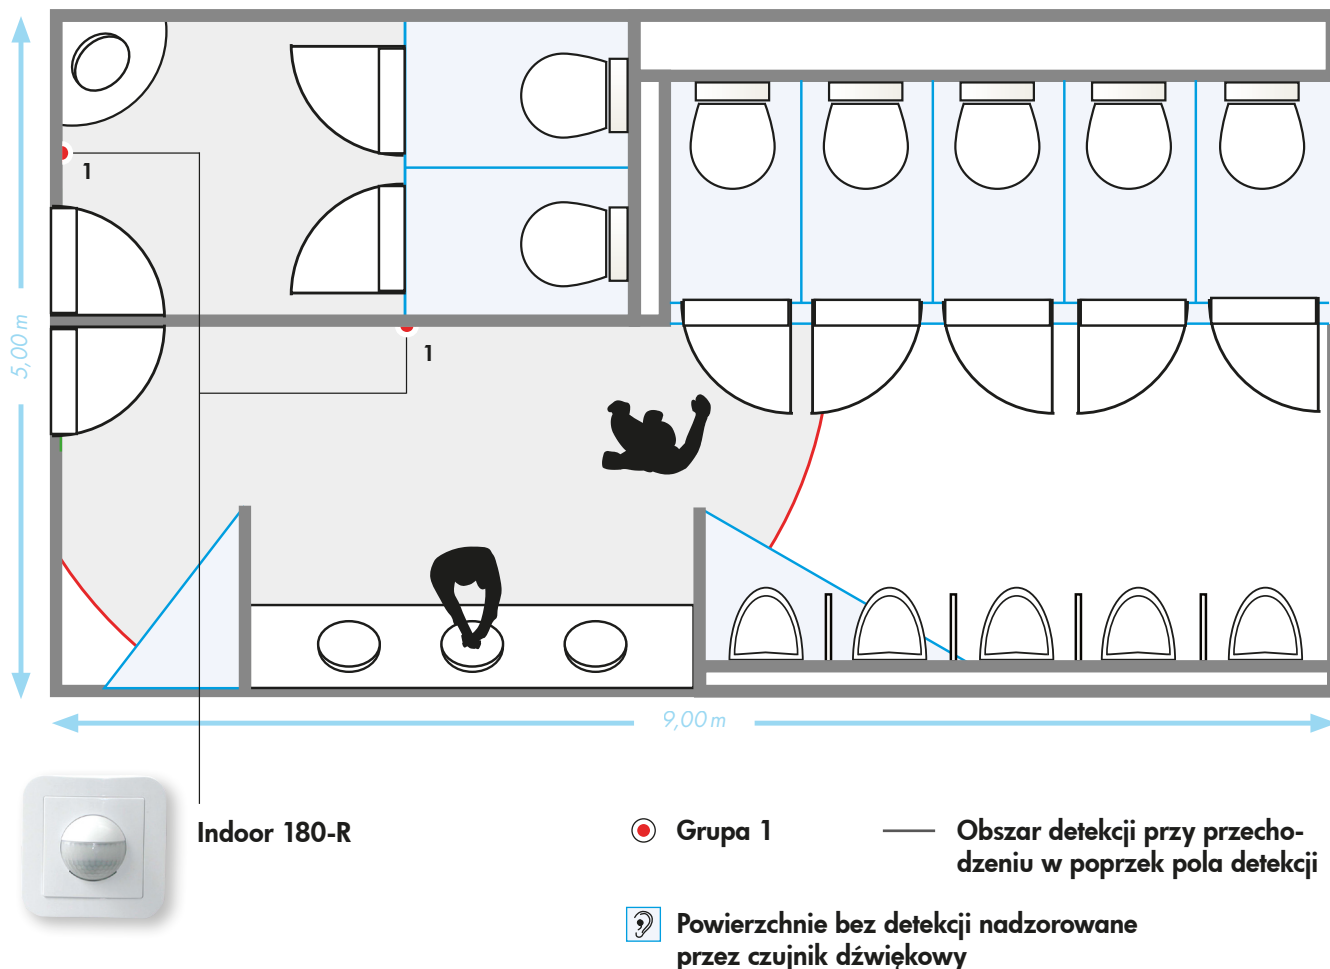 1
5,00 m
1
9,00 m
Indoor 180-R
Grupa 1
Obszar detekcji przy przecho-
dzeniu w poprzek pola detekcji
Powierzchnie bez detekcji nadzorowane
przez czujnik dźwiękowy